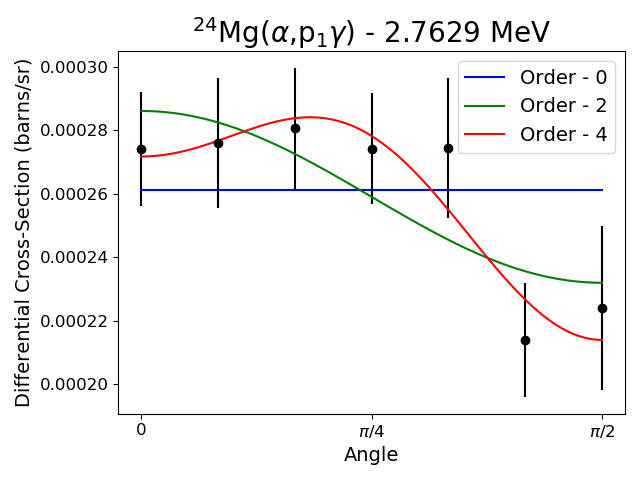 ²⁴Mg(α,p₁γ) - 2.7629 MeV
Differential Cross-Section (barns/sr)
0.00030
0.00028
0.00026
0.00024
0.00022
0.00020
Order - 0
Order - 2
Order - 4
0
π/4
π/2
Angle